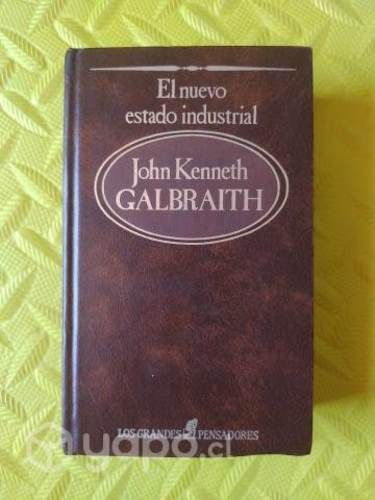 El nuevo
estado industrial
John Kenneth
GALBRAITH
LOS GRANDES PENSADORES
yapo.cl